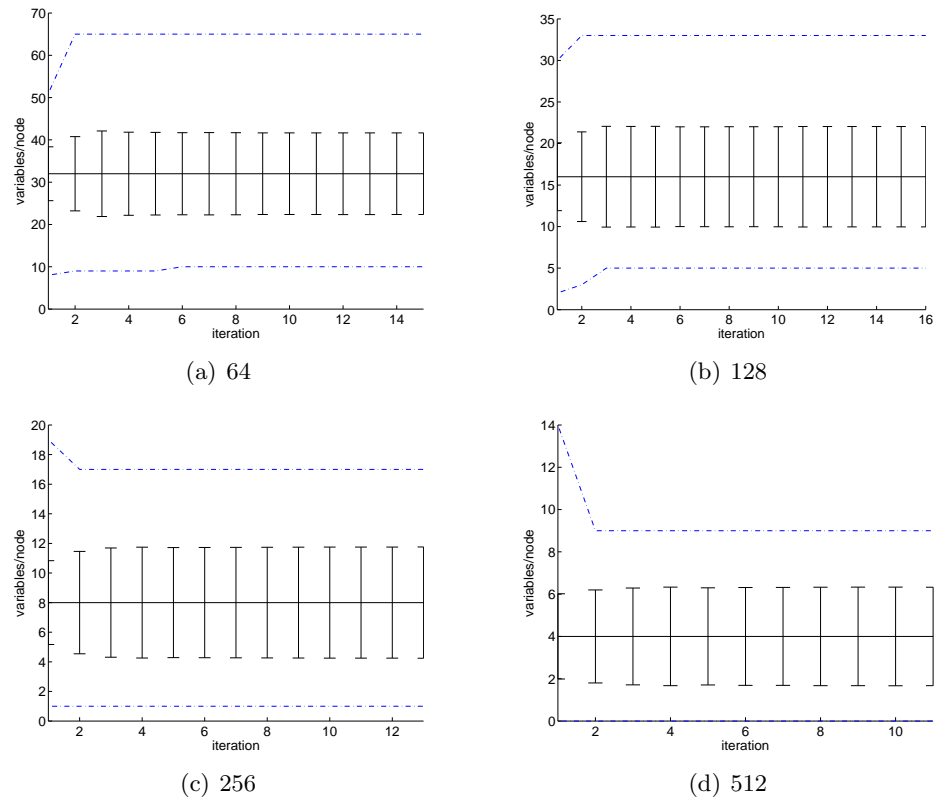 70
60
50
40
30
20
10
0
variables/node
2 4 6 8 10 12 14
iteration
(a) 64
35
30
25
20
15
10
5
0
variables/node
2 4 6 8 10 12 14 16
iteration
(b) 128
20
18
16
14
12
10
8
6
4
2
0
variables/node
2 4 6 8 10 12
iteration
(c) 256
14
12
10
8
6
4
2
0
variables/node
2 4 6 8 10
iteration
(d) 512